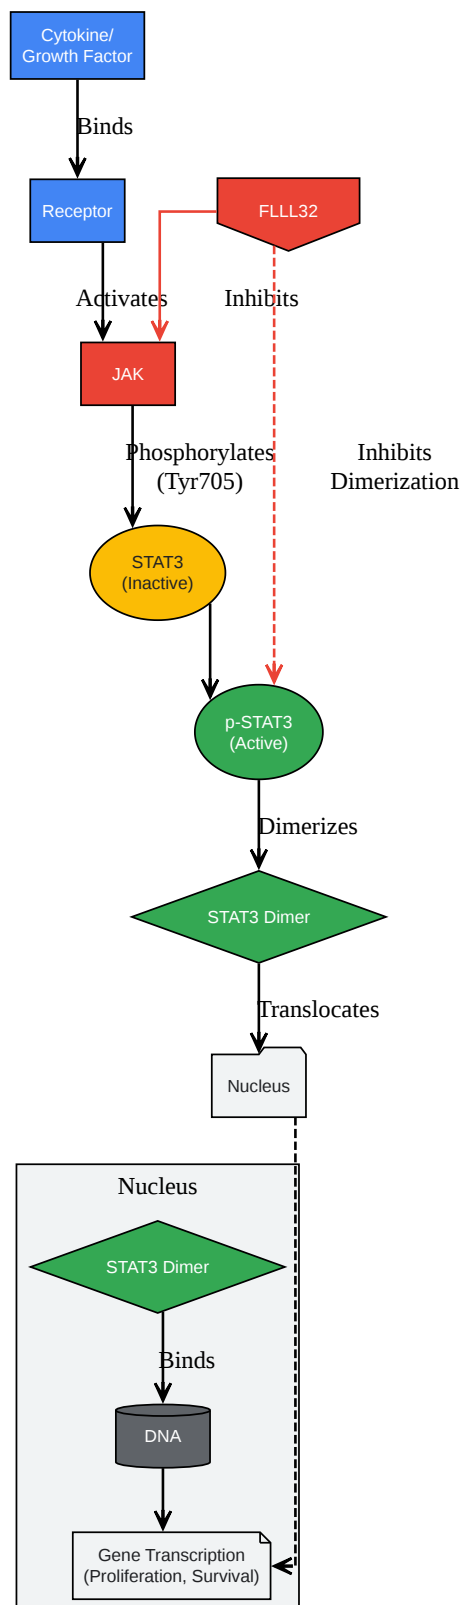 Cytokine/
Growth Factor
Binds
Receptor
FLLL32
Activates
Inhibits
JAK
Phosphorylates
(Tyr705)
Inhibits
Dimerization
STAT3
(Inactive)
p-STAT3
(Active)
Dimerizes
STAT3 Dimer
Translocates
Nucleus
Nucleus
STAT3 Dimer
Binds
DNA
Gene Transcription
(Proliferation, Survival)